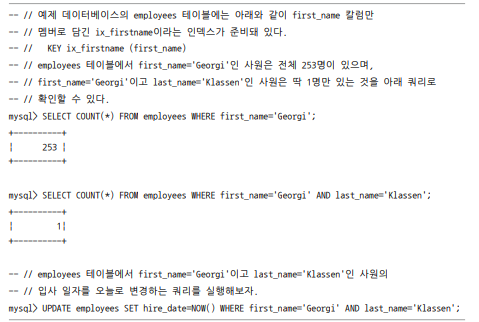 -- // 예제 데이터베이스의 employees 테이블에는 아래와 같이 first_name 칼럼만
-- // 멤버로 담긴 ix_firstname이라는 인덱스가 준비돼 있다.
-- //   KEY ix_firstname (first_name)
-- // employees 테이블에서 first_name='Georgi'인 사원은 전체 253명이 있으며,
-- // first_name='Georgi'이고 last_name='Klassen'인 사원은 딱 1명만 있는 것을 아래 쿼리로
-- // 확인할 수 있다.
mysql> SELECT COUNT(*) FROM employees WHERE first_name='Georgi';
+----------+
|      253 |
+----------+
mysql> SELECT COUNT(*) FROM employees WHERE first_name='Georgi' AND last_name='Klassen';
+----------+
|         1|
+----------+
-- // employees 테이블에서 first_name='Georgi'이고 last_name='Klassen'인 사원의
-- // 입사 일자를 오늘로 변경하는 쿼리를 실행해보자.
mysql> UPDATE employees SET hire_date=NOW() WHERE first_name='Georgi' AND last_name='Klassen';